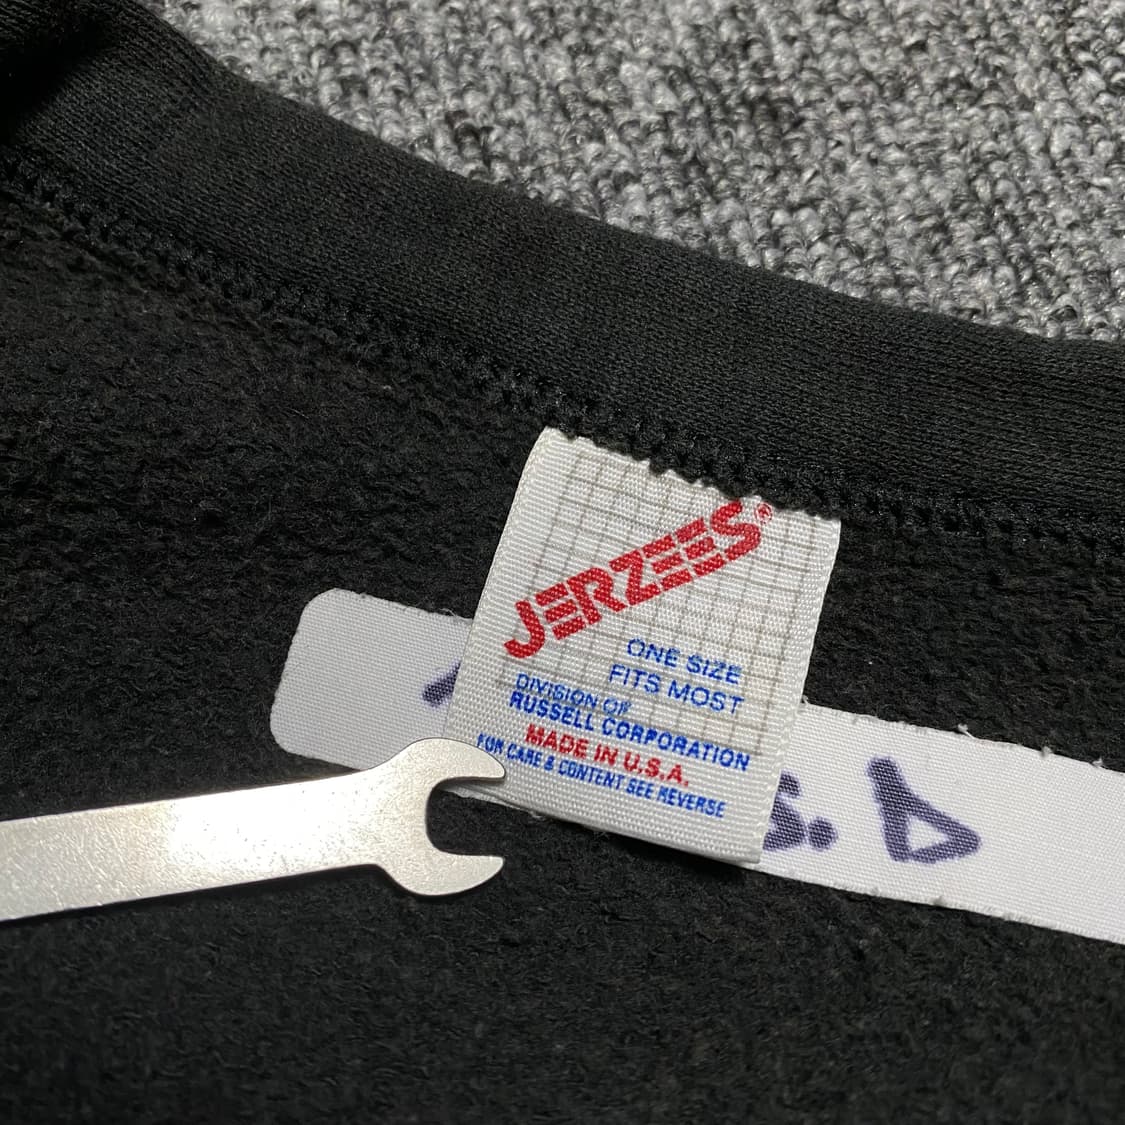 JERZEES®
ONE SIZE
FITS MOST
DIVISION OF
RUSSELL CORPORATION
MADE IN U.S.A.
FOR CARE & CONTENT SEE REVERSE